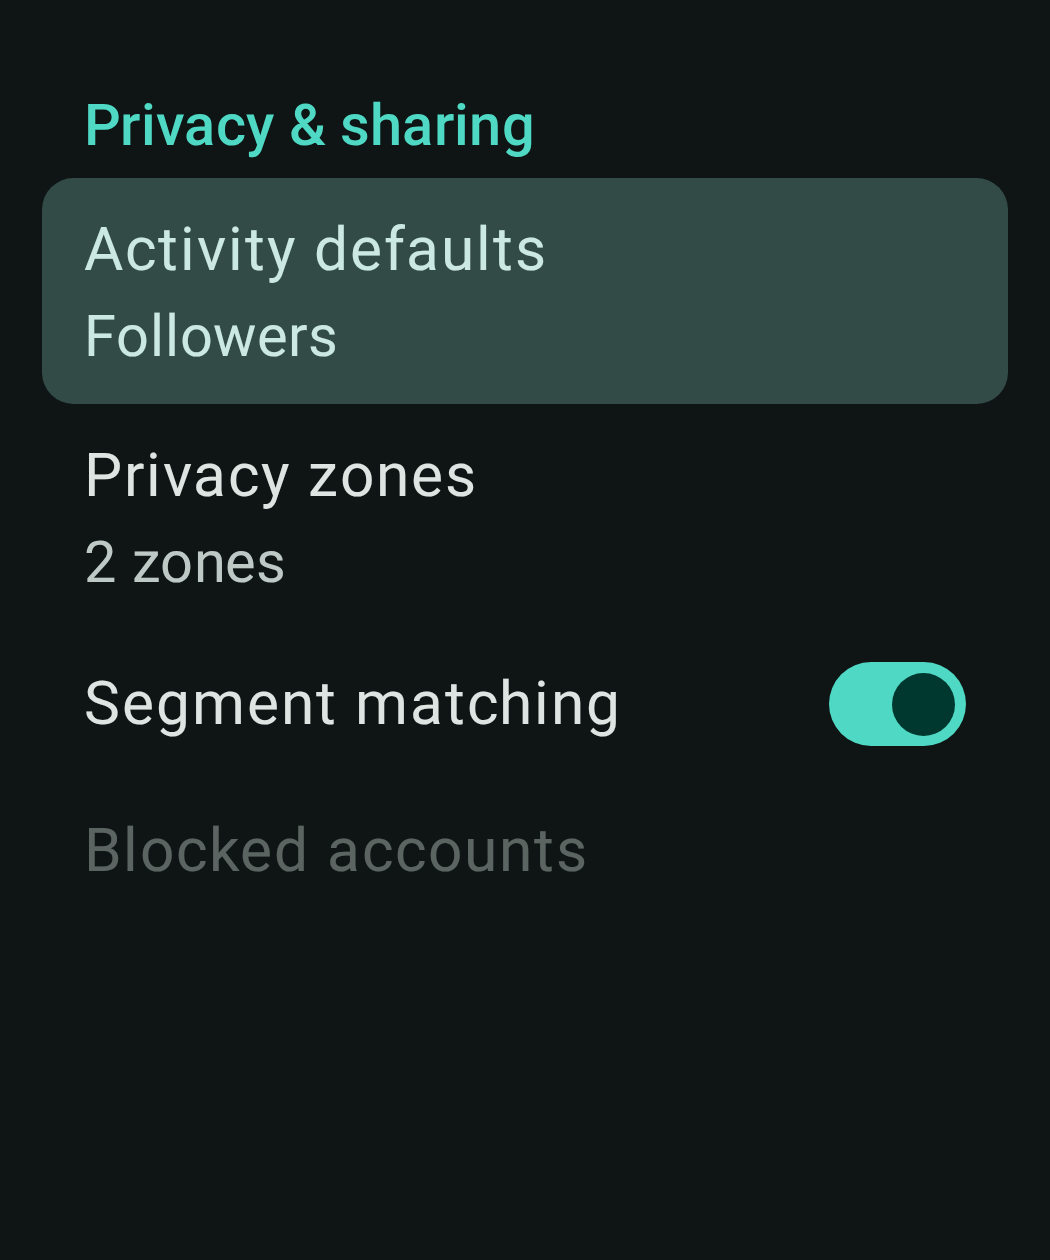 Privacy & sharing
Activity defaults
Followers
Privacy zones
2 zones
Segment matching
Blocked accounts